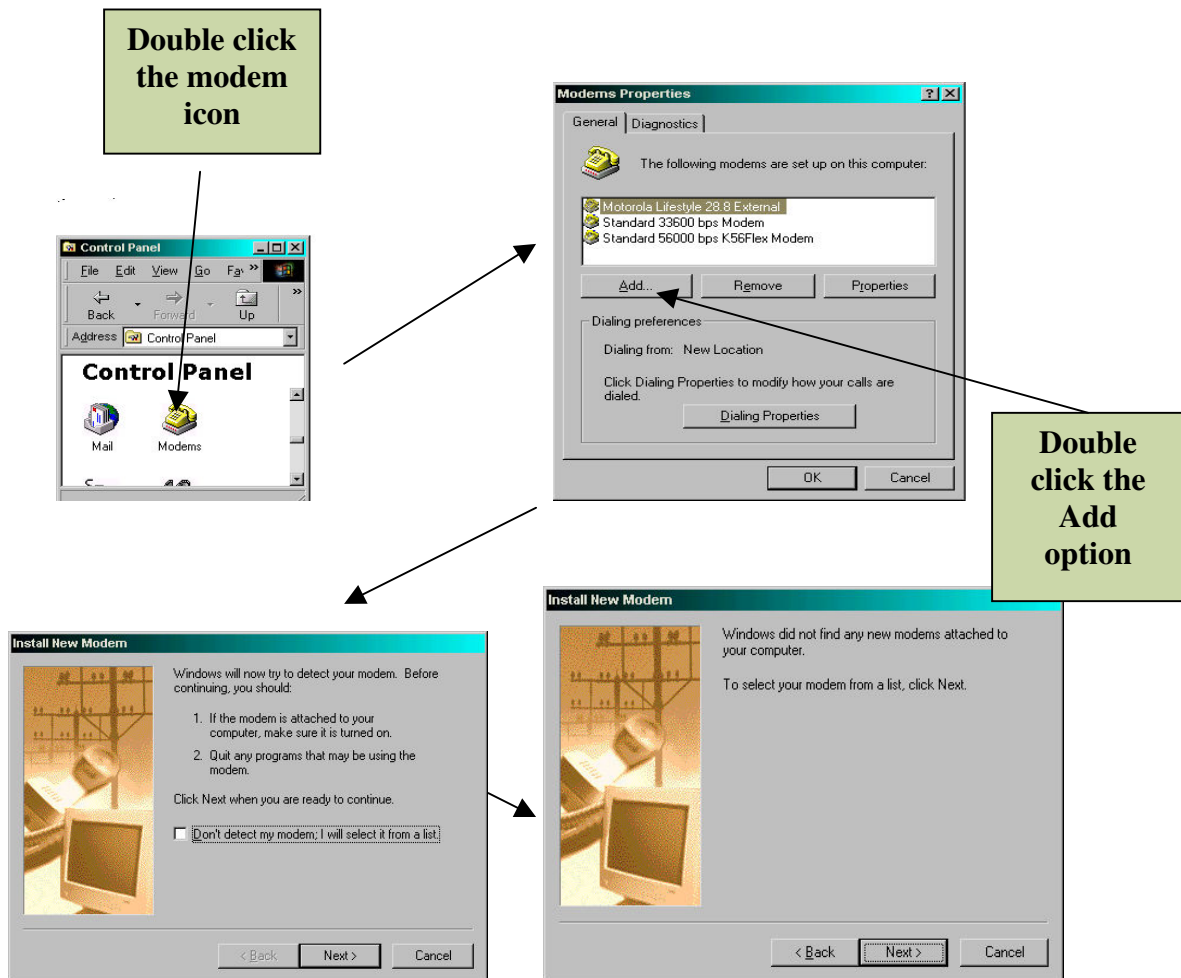 Double click
the modem
icon
Control Panel
File Edit View Go Fav »
Back Forward Up »
Address Control Panel
Control Panel
Mail Modems
Modems Properties
General Diagnostics
The following modems are set up on this computer:
Motorola Lifestyle 28.8 External
Standard 33600 bps Modem
Standard 56000 bps K56Flex Modem
Add... Remove Properties
Dialing preferences
Dialing from: New Location
Click Dialing Properties to modify how your calls are
dialed.
Dialing Properties
OK Cancel
Double
click the
Add
option
Install New Modem
Windows will now try to detect your modem. Before
continuing, you should:
1. If the modem is attached to your
computer, make sure it is turned on.
2. Quit any programs that may be using the
modem.
Click Next when you are ready to continue.
Don't detect my modem; I will select it from a list.
< Back Next > Cancel
Install New Modem
Windows did not find any new modems attached to
your computer.
To select your modem from a list, click Next.
< Back Next > Cancel